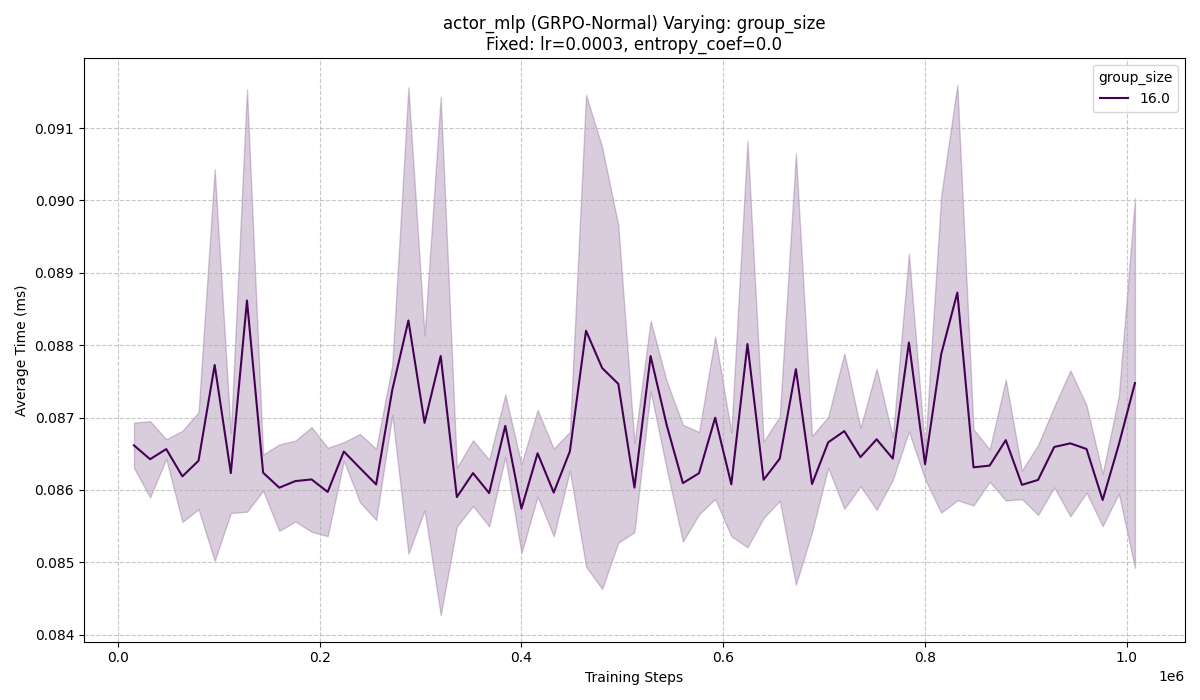 actor_mlp (GRPO-Normal) Varying: group_size
Fixed: lr=0.0003, entropy_coef=0.0
group_size
16.0
Average Time (ms)
0.091
0.090
0.089
0.088
0.087
0.086
0.085
0.084
0.0
0.2
0.4
0.6
0.8
1.0
1e6
Training Steps